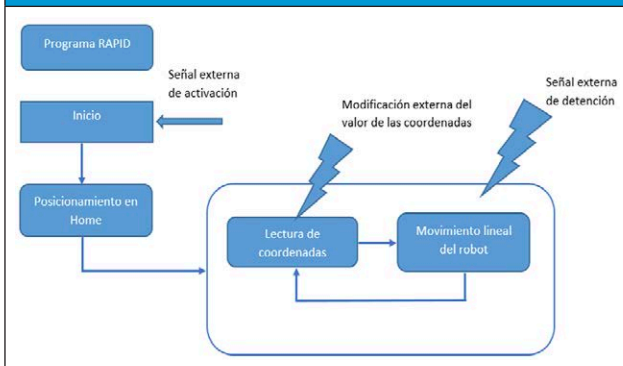 Programa RAPID
Señal externa
de activación
Inicio
Posicionamiento en
Home
Modificación externa del
valor de las coordenadas
Señal externa
de detención
Lectura de
coordenadas
Movimiento lineal
del robot